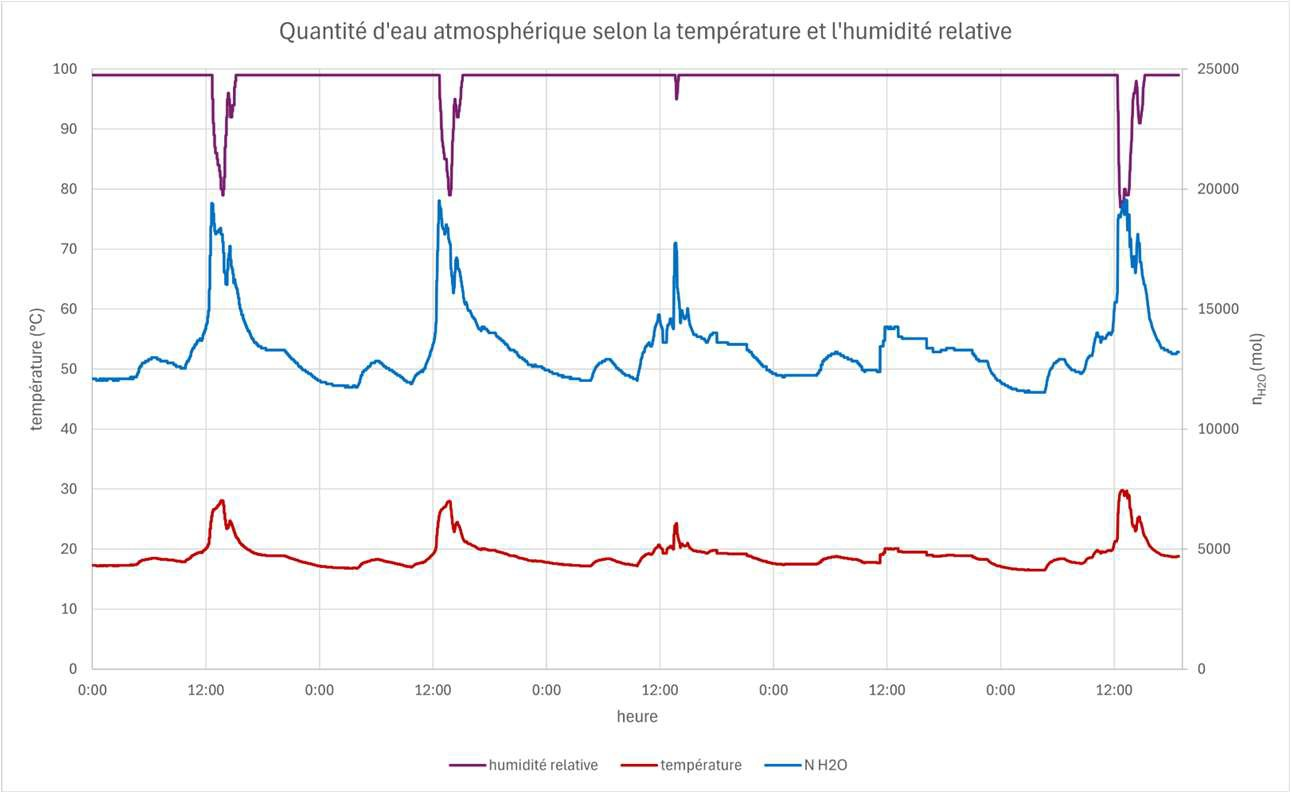 Quantité d'eau atmosphérique selon la température et l'humidité relative
100
90
80
70
60
50
40
30
20
10
0
température (°C)
25000
20000
15000
10000
5000
0
n_H2O (mol)
0:00 12:00 0:00 12:00 0:00 12:00 0:00 12:00 0:00 12:00
heure
humidité relative température N H2O